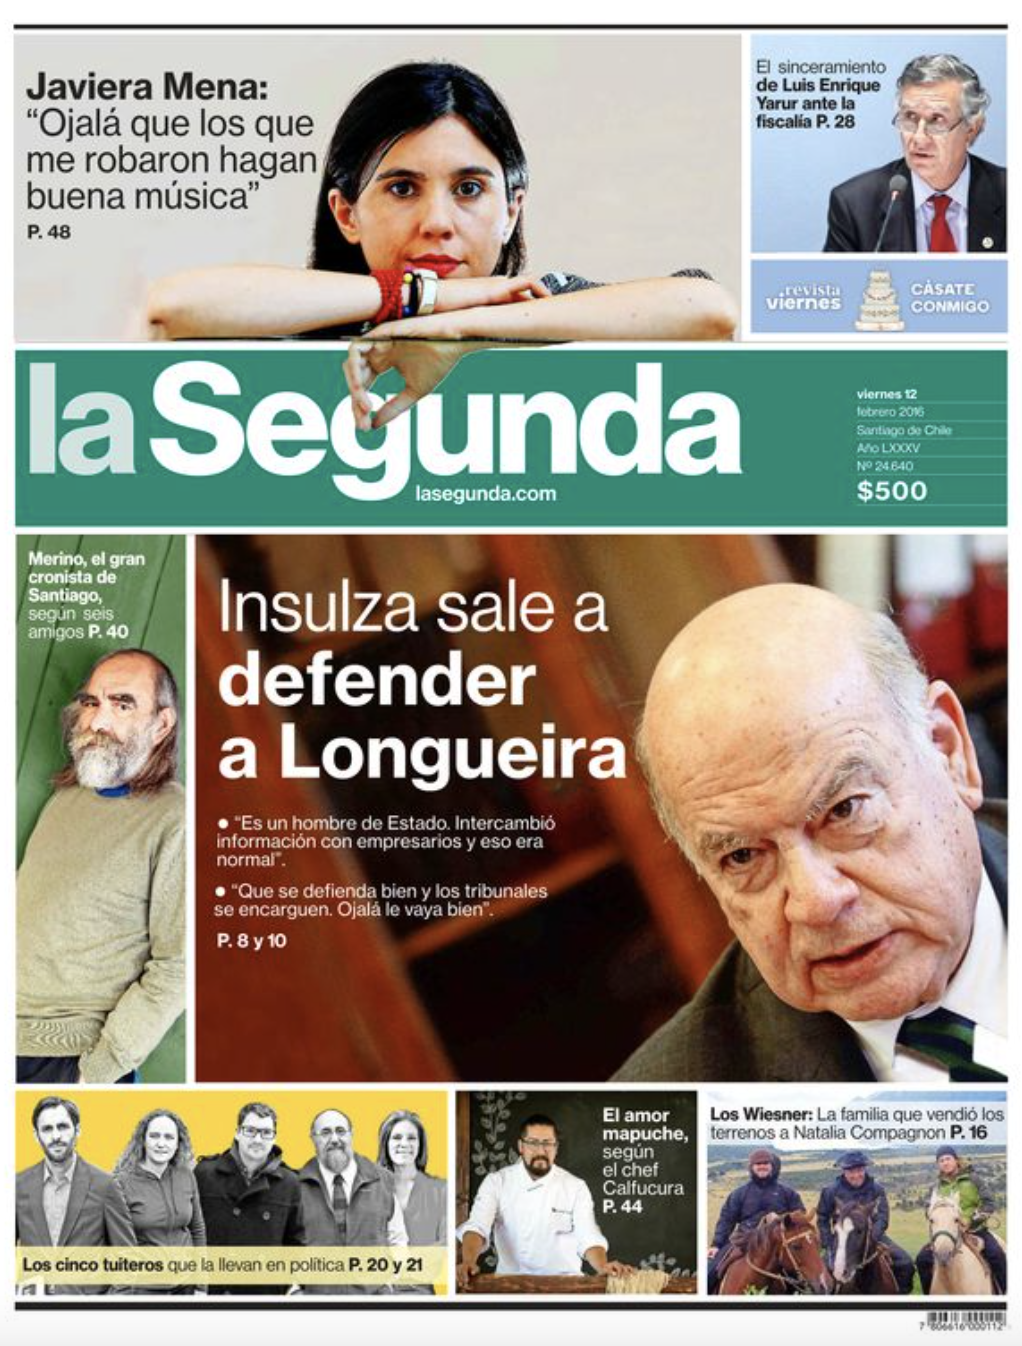 Javiera Mena:
“Ojalá que los que
me robaron hagan
buena música”
P. 48
El sinceramiento
de Luis Enrique
Yarur ante la
fiscalía P. 28
revista
viernes
CÁSATE
CONMIGO
la Segunda
lasegunda.com
viernes 12
febrero 2016
Santiago de Chile
Año LXXXV
Nº 24.640
$500
Merino, el gran
cronista de
Santiago,
según seis
amigos P. 40
Insulza sale a
defender
a Longueira
● “Es un hombre de Estado. Intercambió
información con empresarios y eso era
normal”.
● “Que se defienda bien y los tribunales
se encarguen. Ojalá le vaya bien”.
P. 8 y 10
Los cinco tuiteros que la llevan en política P. 20 y 21
El amor
mapuche,
según
el chef
Calfucura
P. 44
Los Wiesner: La familia que vendió los
terrenos a Natalia Compagnon P. 16
7 806616 000112